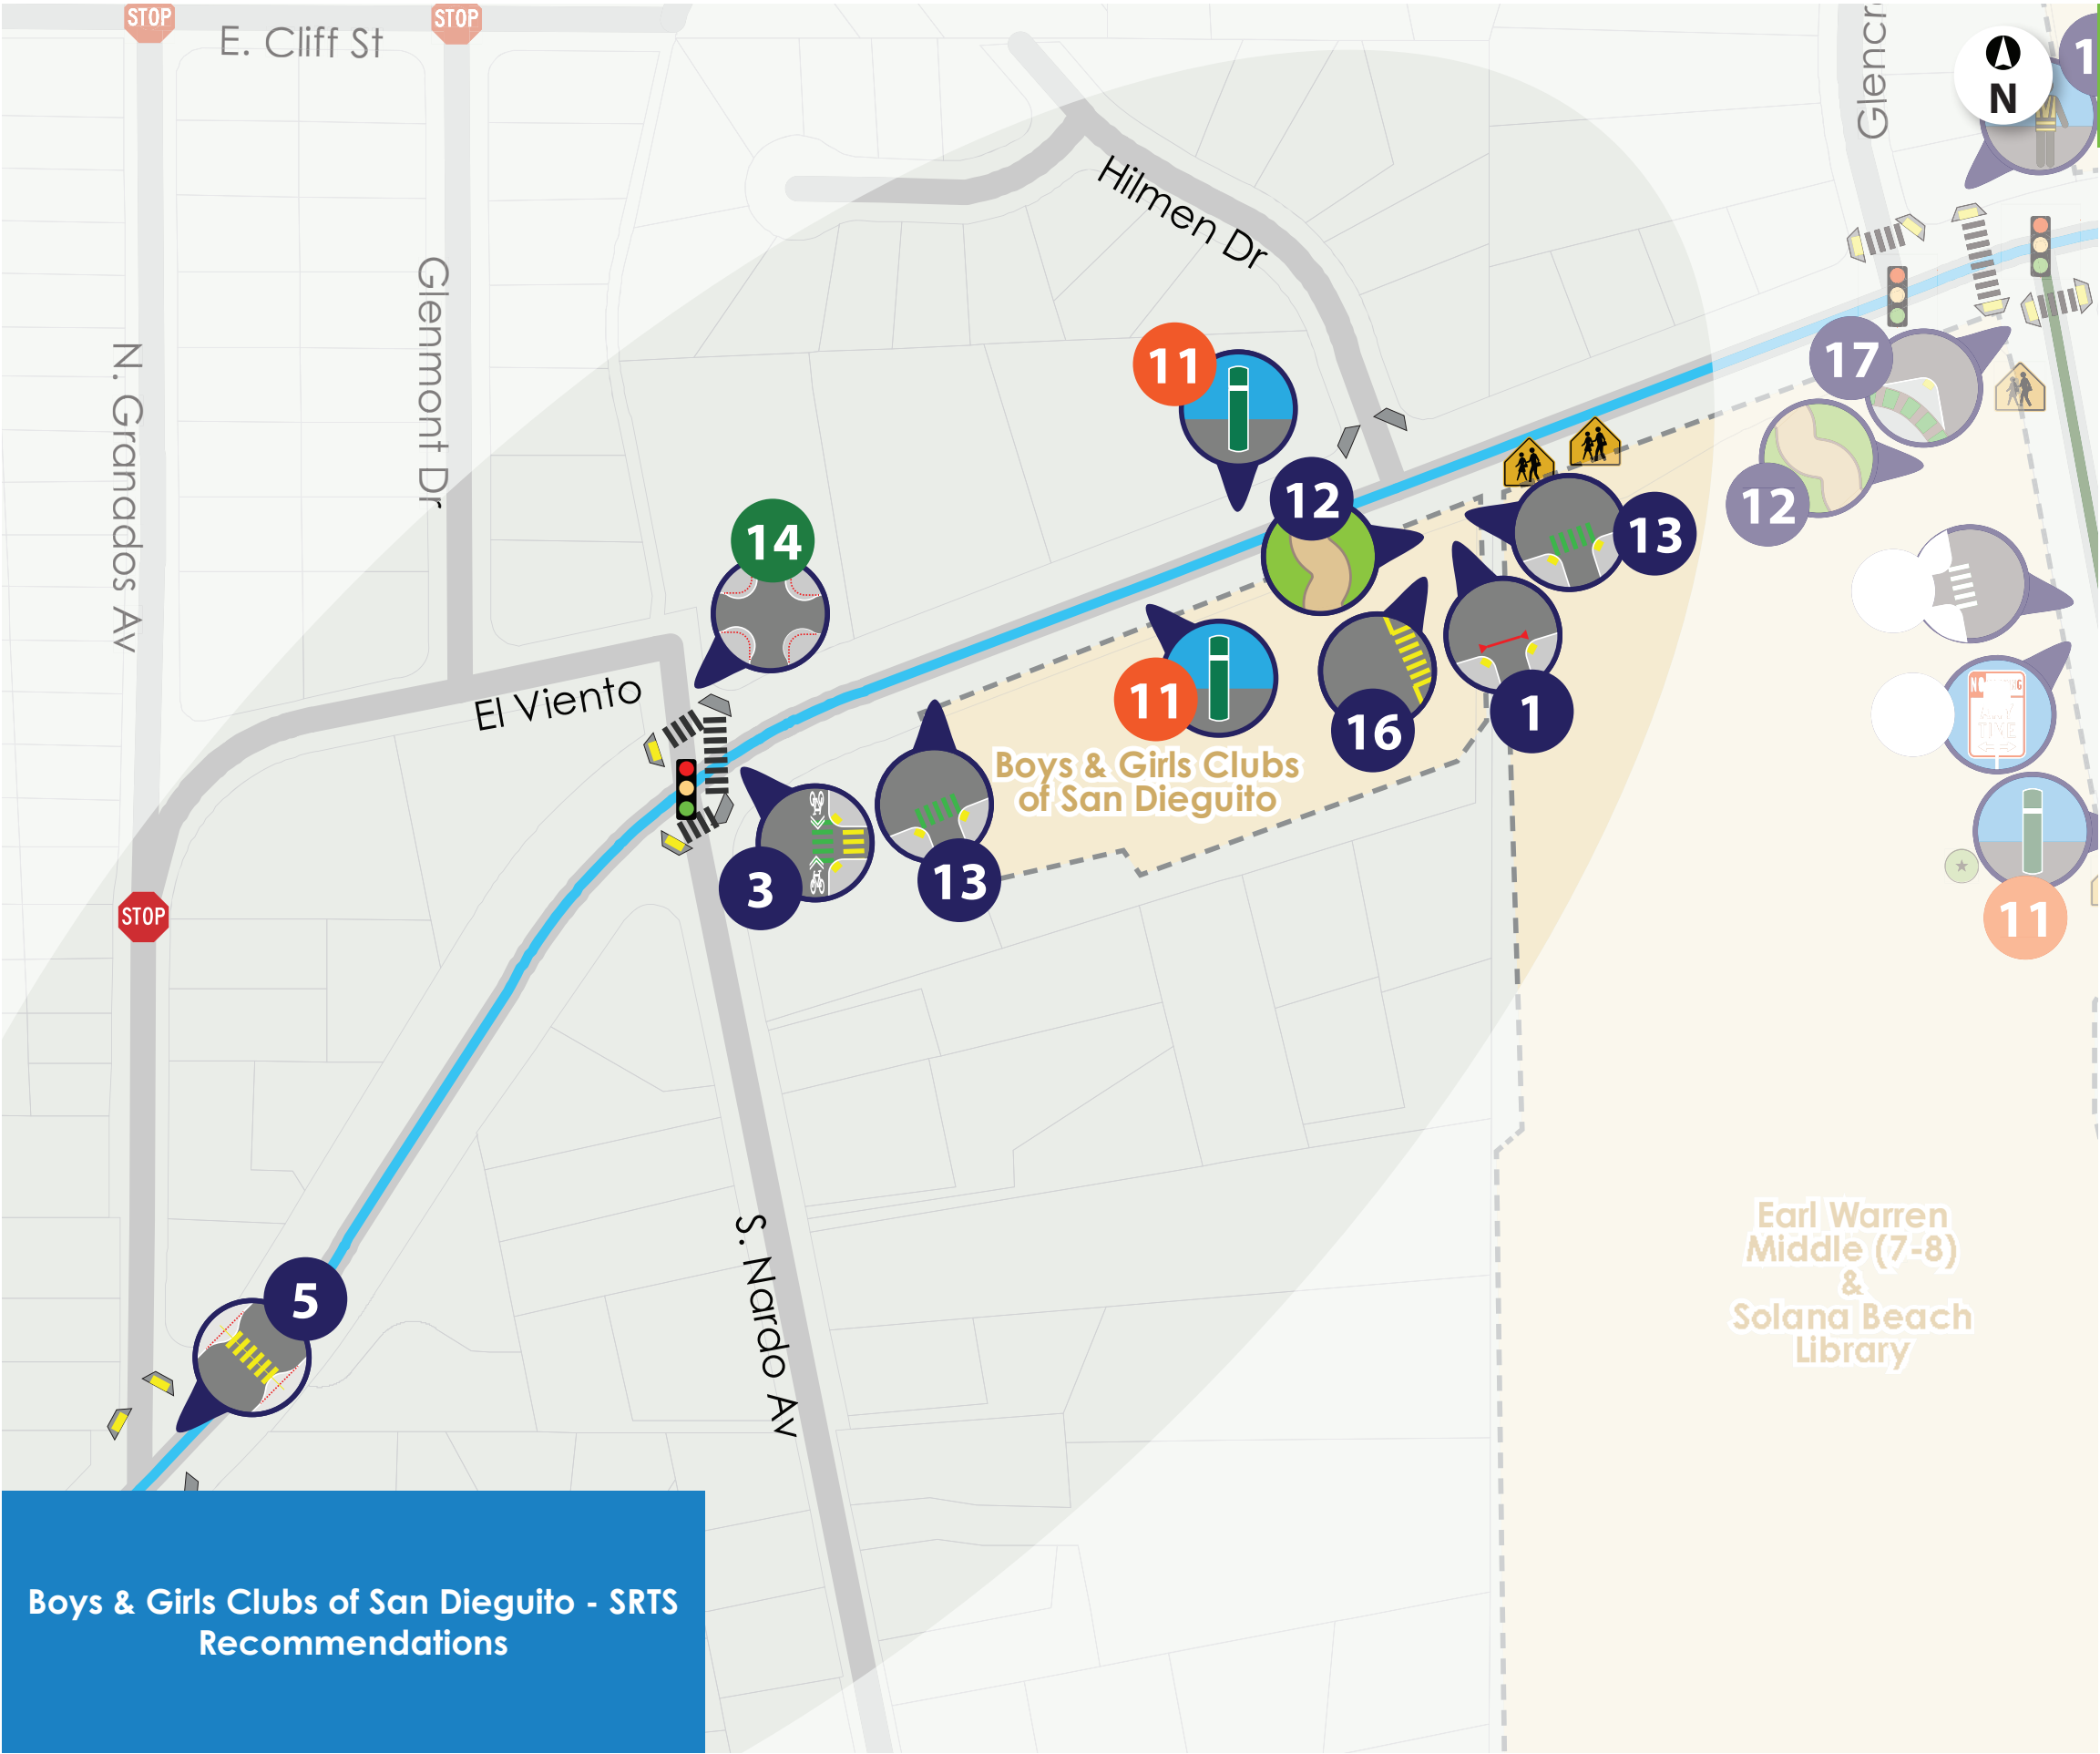 STOP
STOP
E. Cliff St
Glencr
N
1
Hilmen Dr
Glenmont Dr
N. Granados Av
11
17
12
12
14
13
11
16
1
El Viento
Boys & Girls Clubs
of San Dieguito
3
13
STOP
11
5
S. Nardo Av
Earl Warren
Middle (7-8)
&
Solana Beach
Library
Boys & Girls Clubs of San Dieguito - SRTS
Recommendations